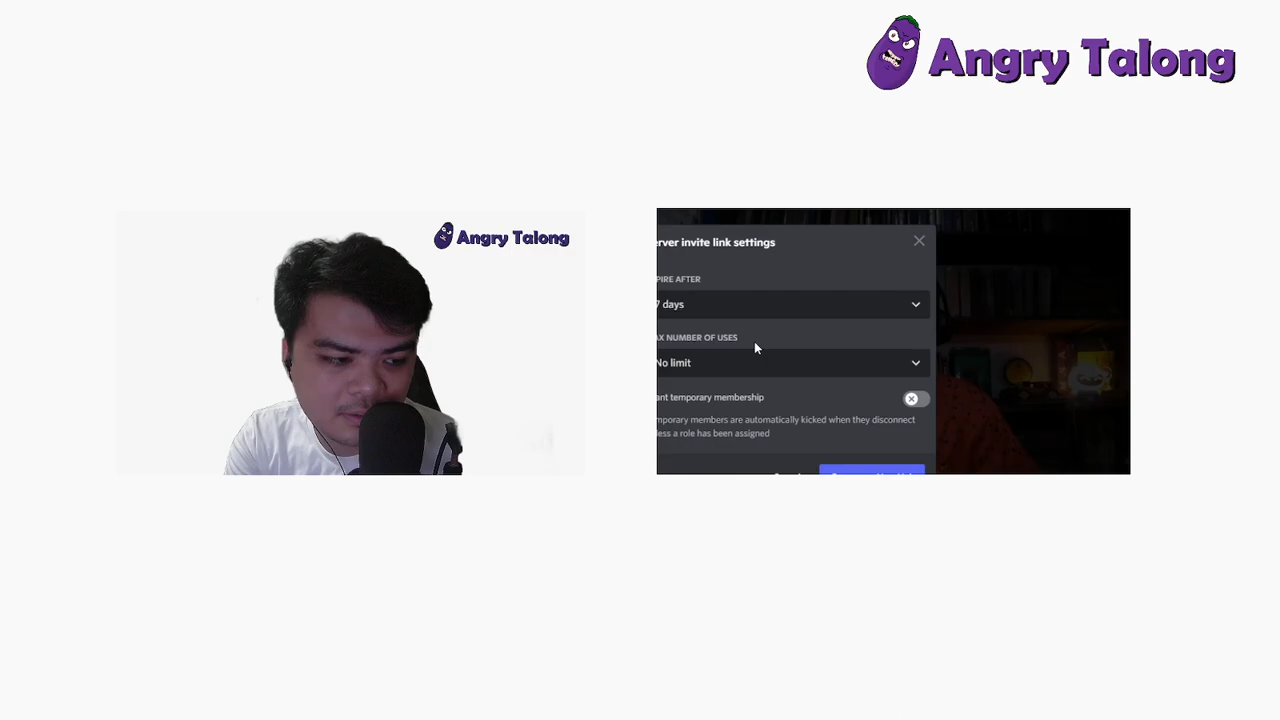 Angry Talong
Angry Talong
erver invite link settings
PIRE AFTER
7 days
AX NUMBER OF USES
No limit
ant temporary membership
mporary members are automatically kicked when they disconnect
less a role has been assigned